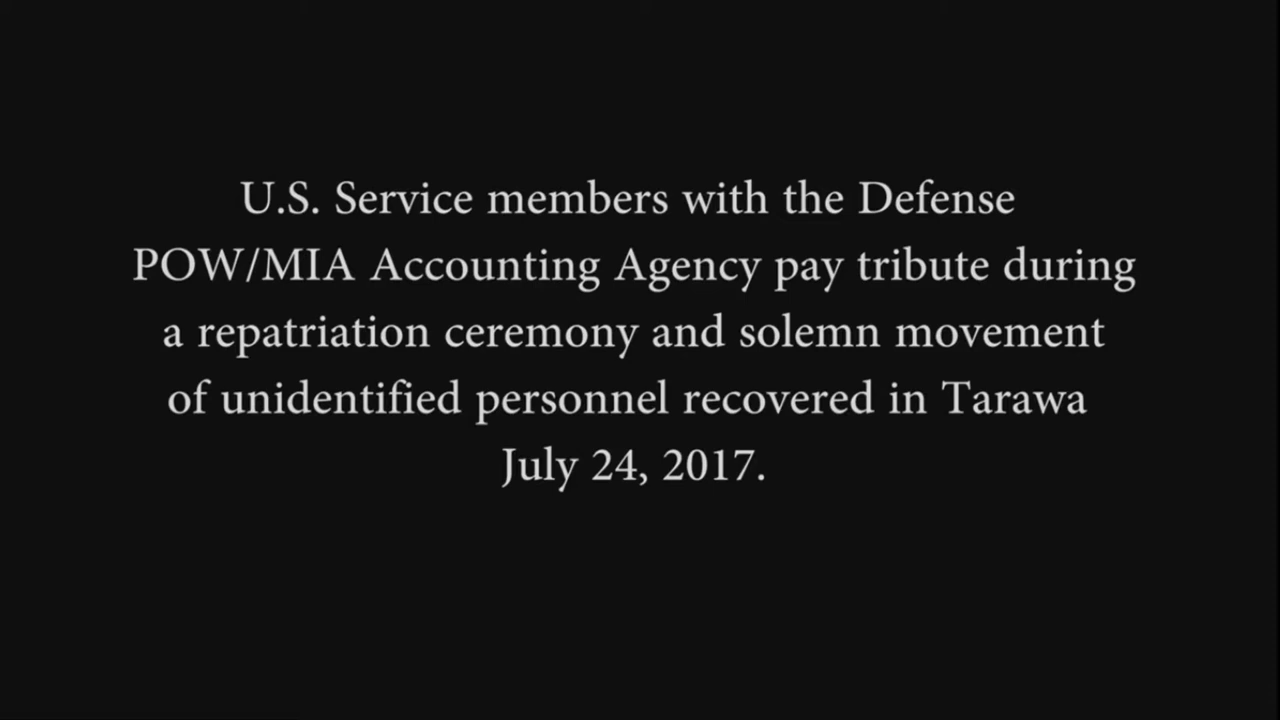 U.S. Service members with the Defense
POW/MIA Accounting Agency pay tribute during
a repatriation ceremony and solemn movement
of unidentified personnel recovered in Tarawa
July 24, 2017.